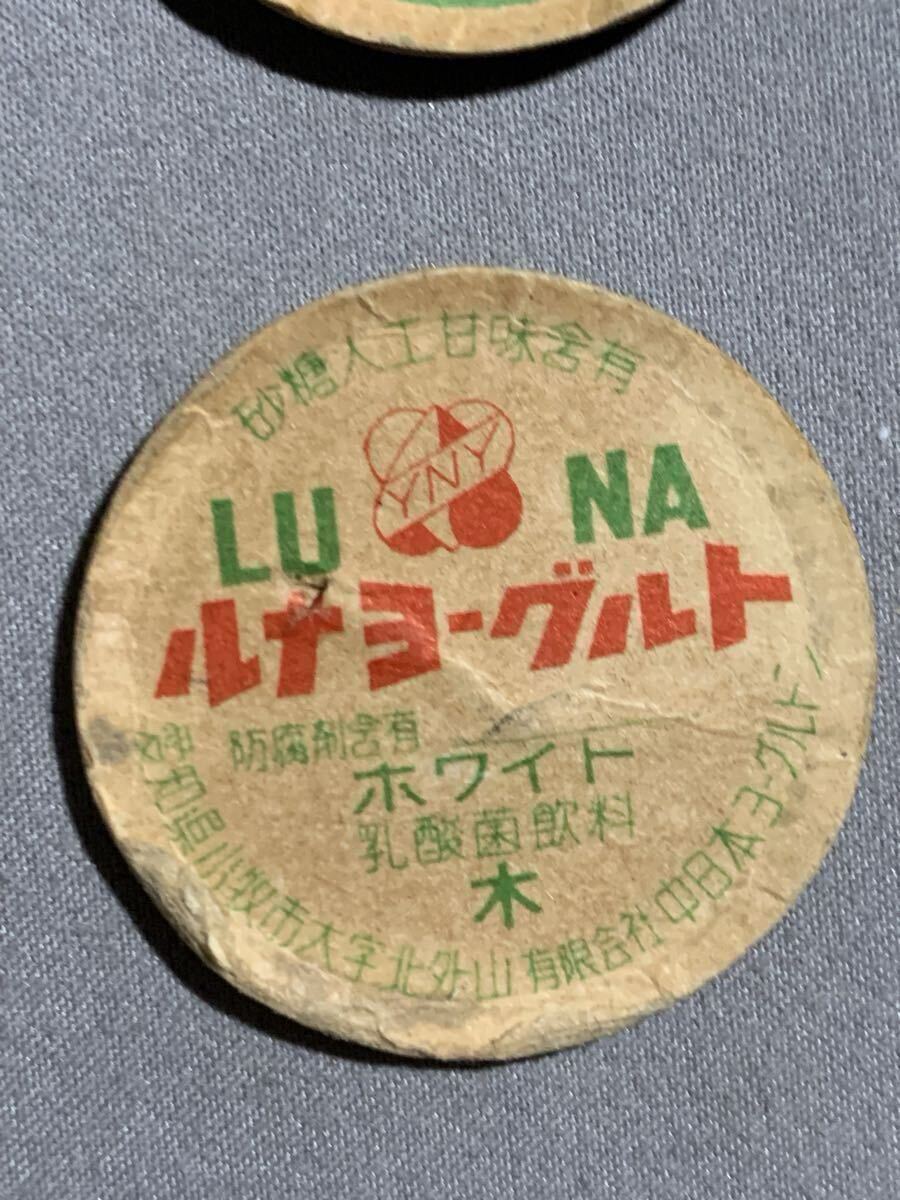 砂糖人工甘味含有
YNY
LU NA
ルナヨーグルト
防腐剤含有
ホワイト
乳酸菌飲料
木
愛知県小牧市大字北外山 有限会社中日本ヨーグルトン